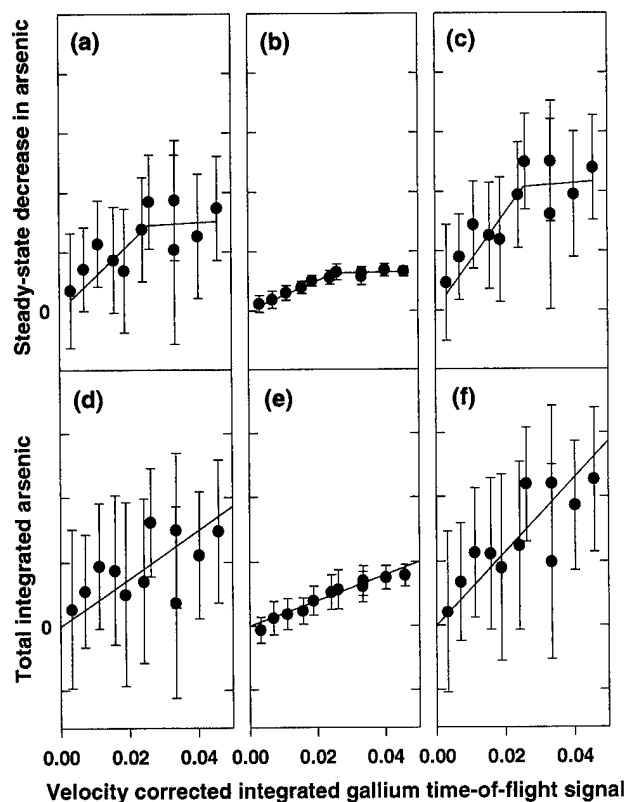 Steady-state decrease in arsenic
(a)
(b)
(c)
0
Total integrated arsenic
(d)
(e)
(f)
0
0.00 0.02 0.04 0.00 0.02 0.04 0.00 0.02 0.04
Velocity corrected integrated gallium time-of-flight signal